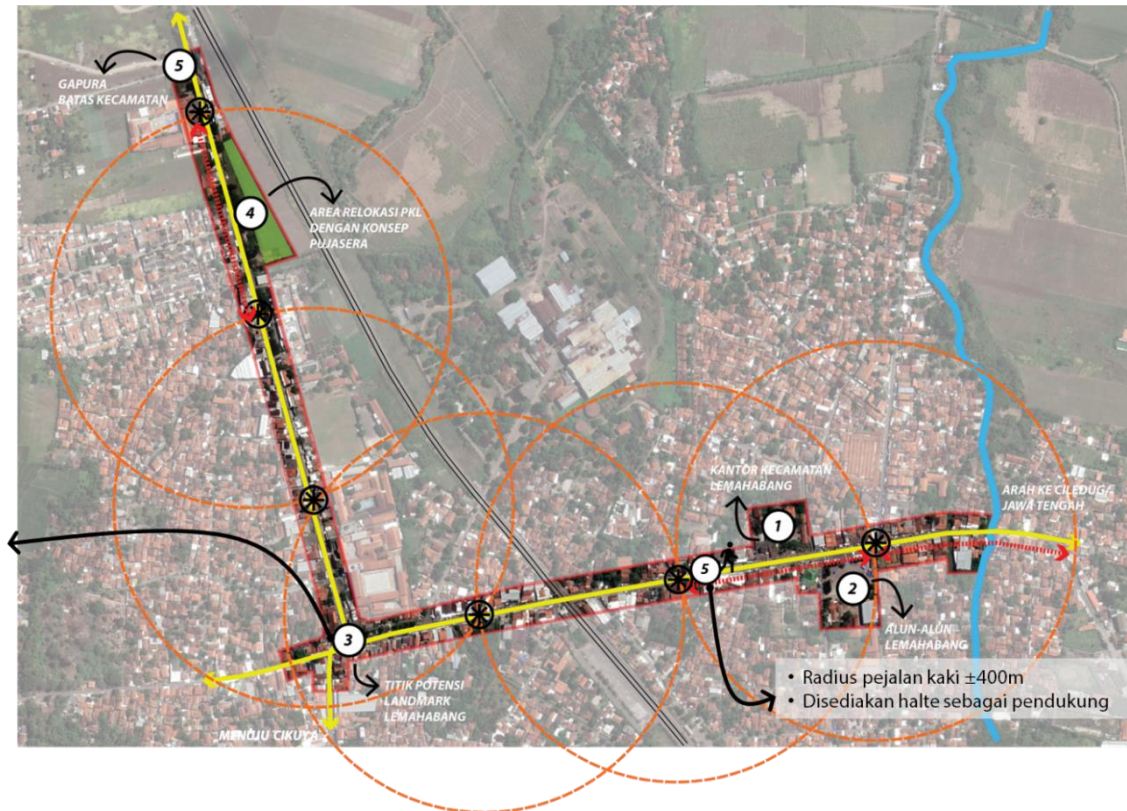 5
GAPURA
BATAS KECAMATAN
4
AREA RELOKASI PKL
DENGAN KONSEP
PUJASERA
KANTOR KECAMATAN
LEMAHABANG
1
ARAH KE CILEDUG/
JAWA TENGAH
5
2
ALUN-ALUN
LEMAHABANG
3
TITIK POTENSI
LANDMARK
LEMAHABANG
MENUJU CIKUYA
• Radius pejalan kaki ±400m
• Disediakan halte sebagai pendukung